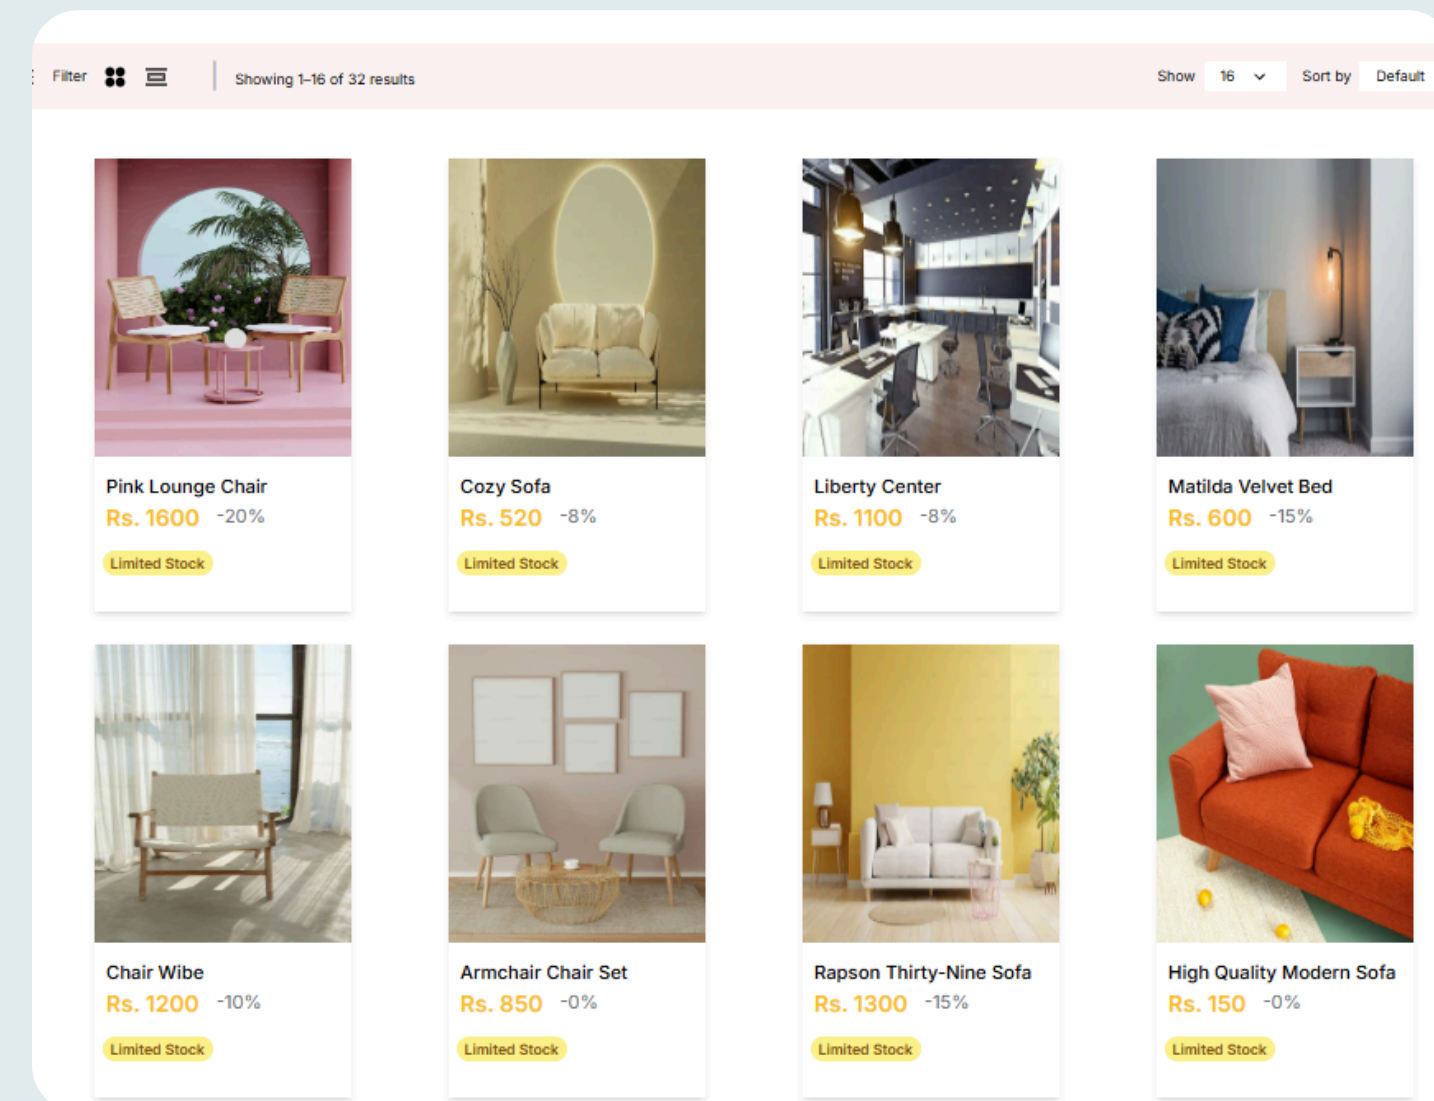 Filter
Showing 1–16 of 32 results
Show 16 Sort by Default
Pink Lounge Chair
Rs. 1600 -20%
Limited Stock
Cozy Sofa
Rs. 520 -8%
Limited Stock
Liberty Center
Rs. 1100 -8%
Limited Stock
Matilda Velvet Bed
Rs. 600 -15%
Limited Stock
Chair Wibe
Rs. 1200 -10%
Limited Stock
Armchair Chair Set
Rs. 850 -0%
Limited Stock
Rapson Thirty-Nine Sofa
Rs. 1300 -15%
Limited Stock
High Quality Modern Sofa
Rs. 150 -0%
Limited Stock